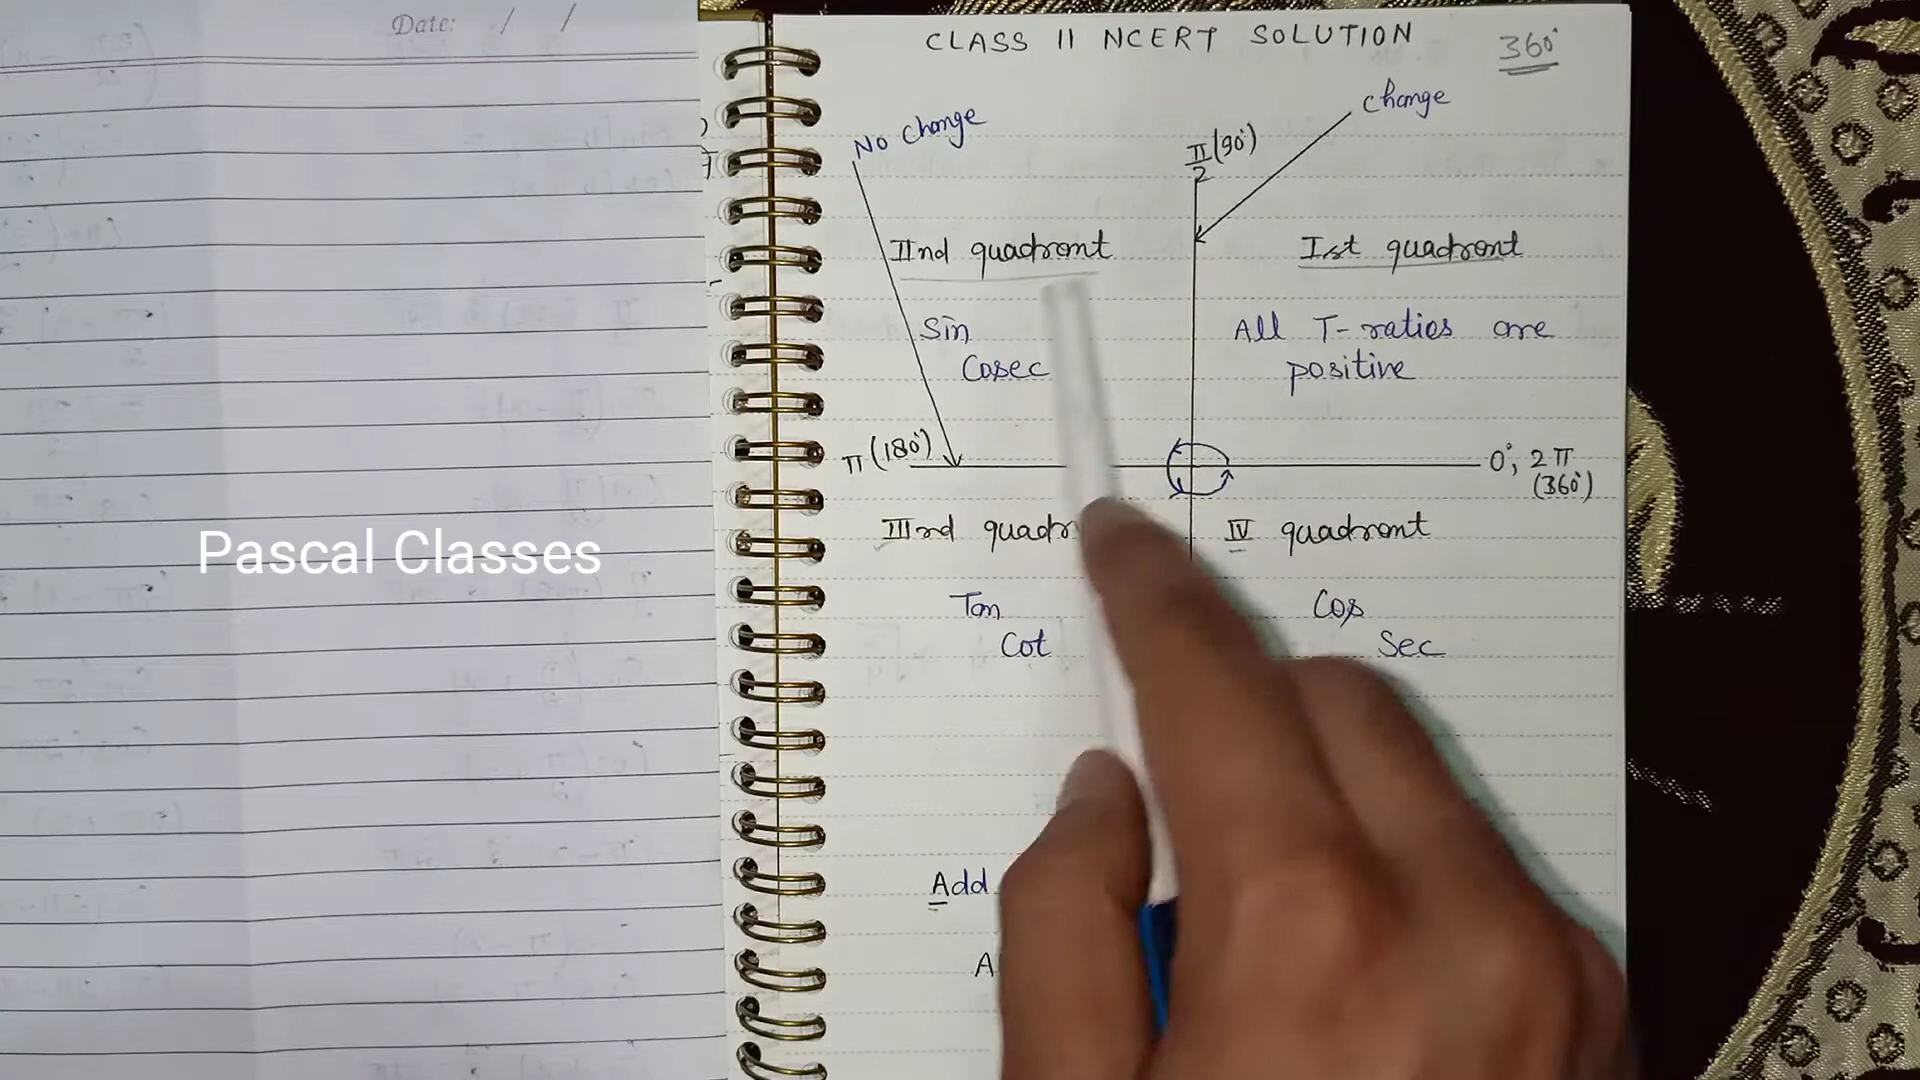 Date: / /
CLASS 11 NCERT SOLUTION
360°
No change
change
π/2 (90°)
IInd quadrant
Ist quadrant
Sin
Cosec
All T-ratios are
positive
π (180°)
0°, 2π
(360°)
IIIrd quadr
IV quadrant
Tan
Cot
Cos
Sec
Pascal Classes
Add
A